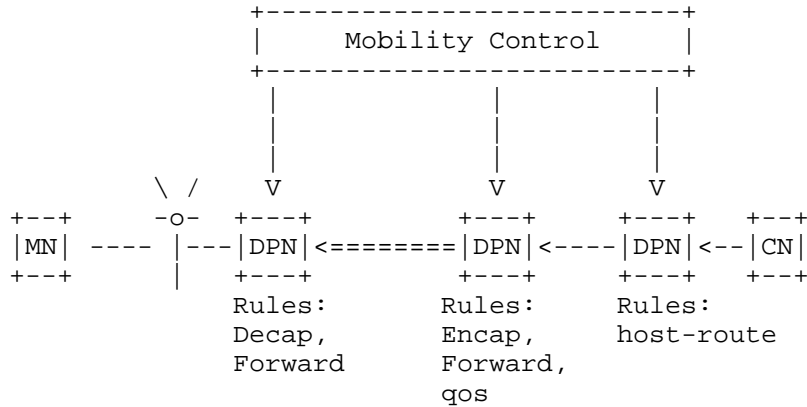 Mobility Control
MN DPN DPN DPN CN
Rules: Rules: Rules:
Decap, Encap, host-route
Forward Forward,
qos